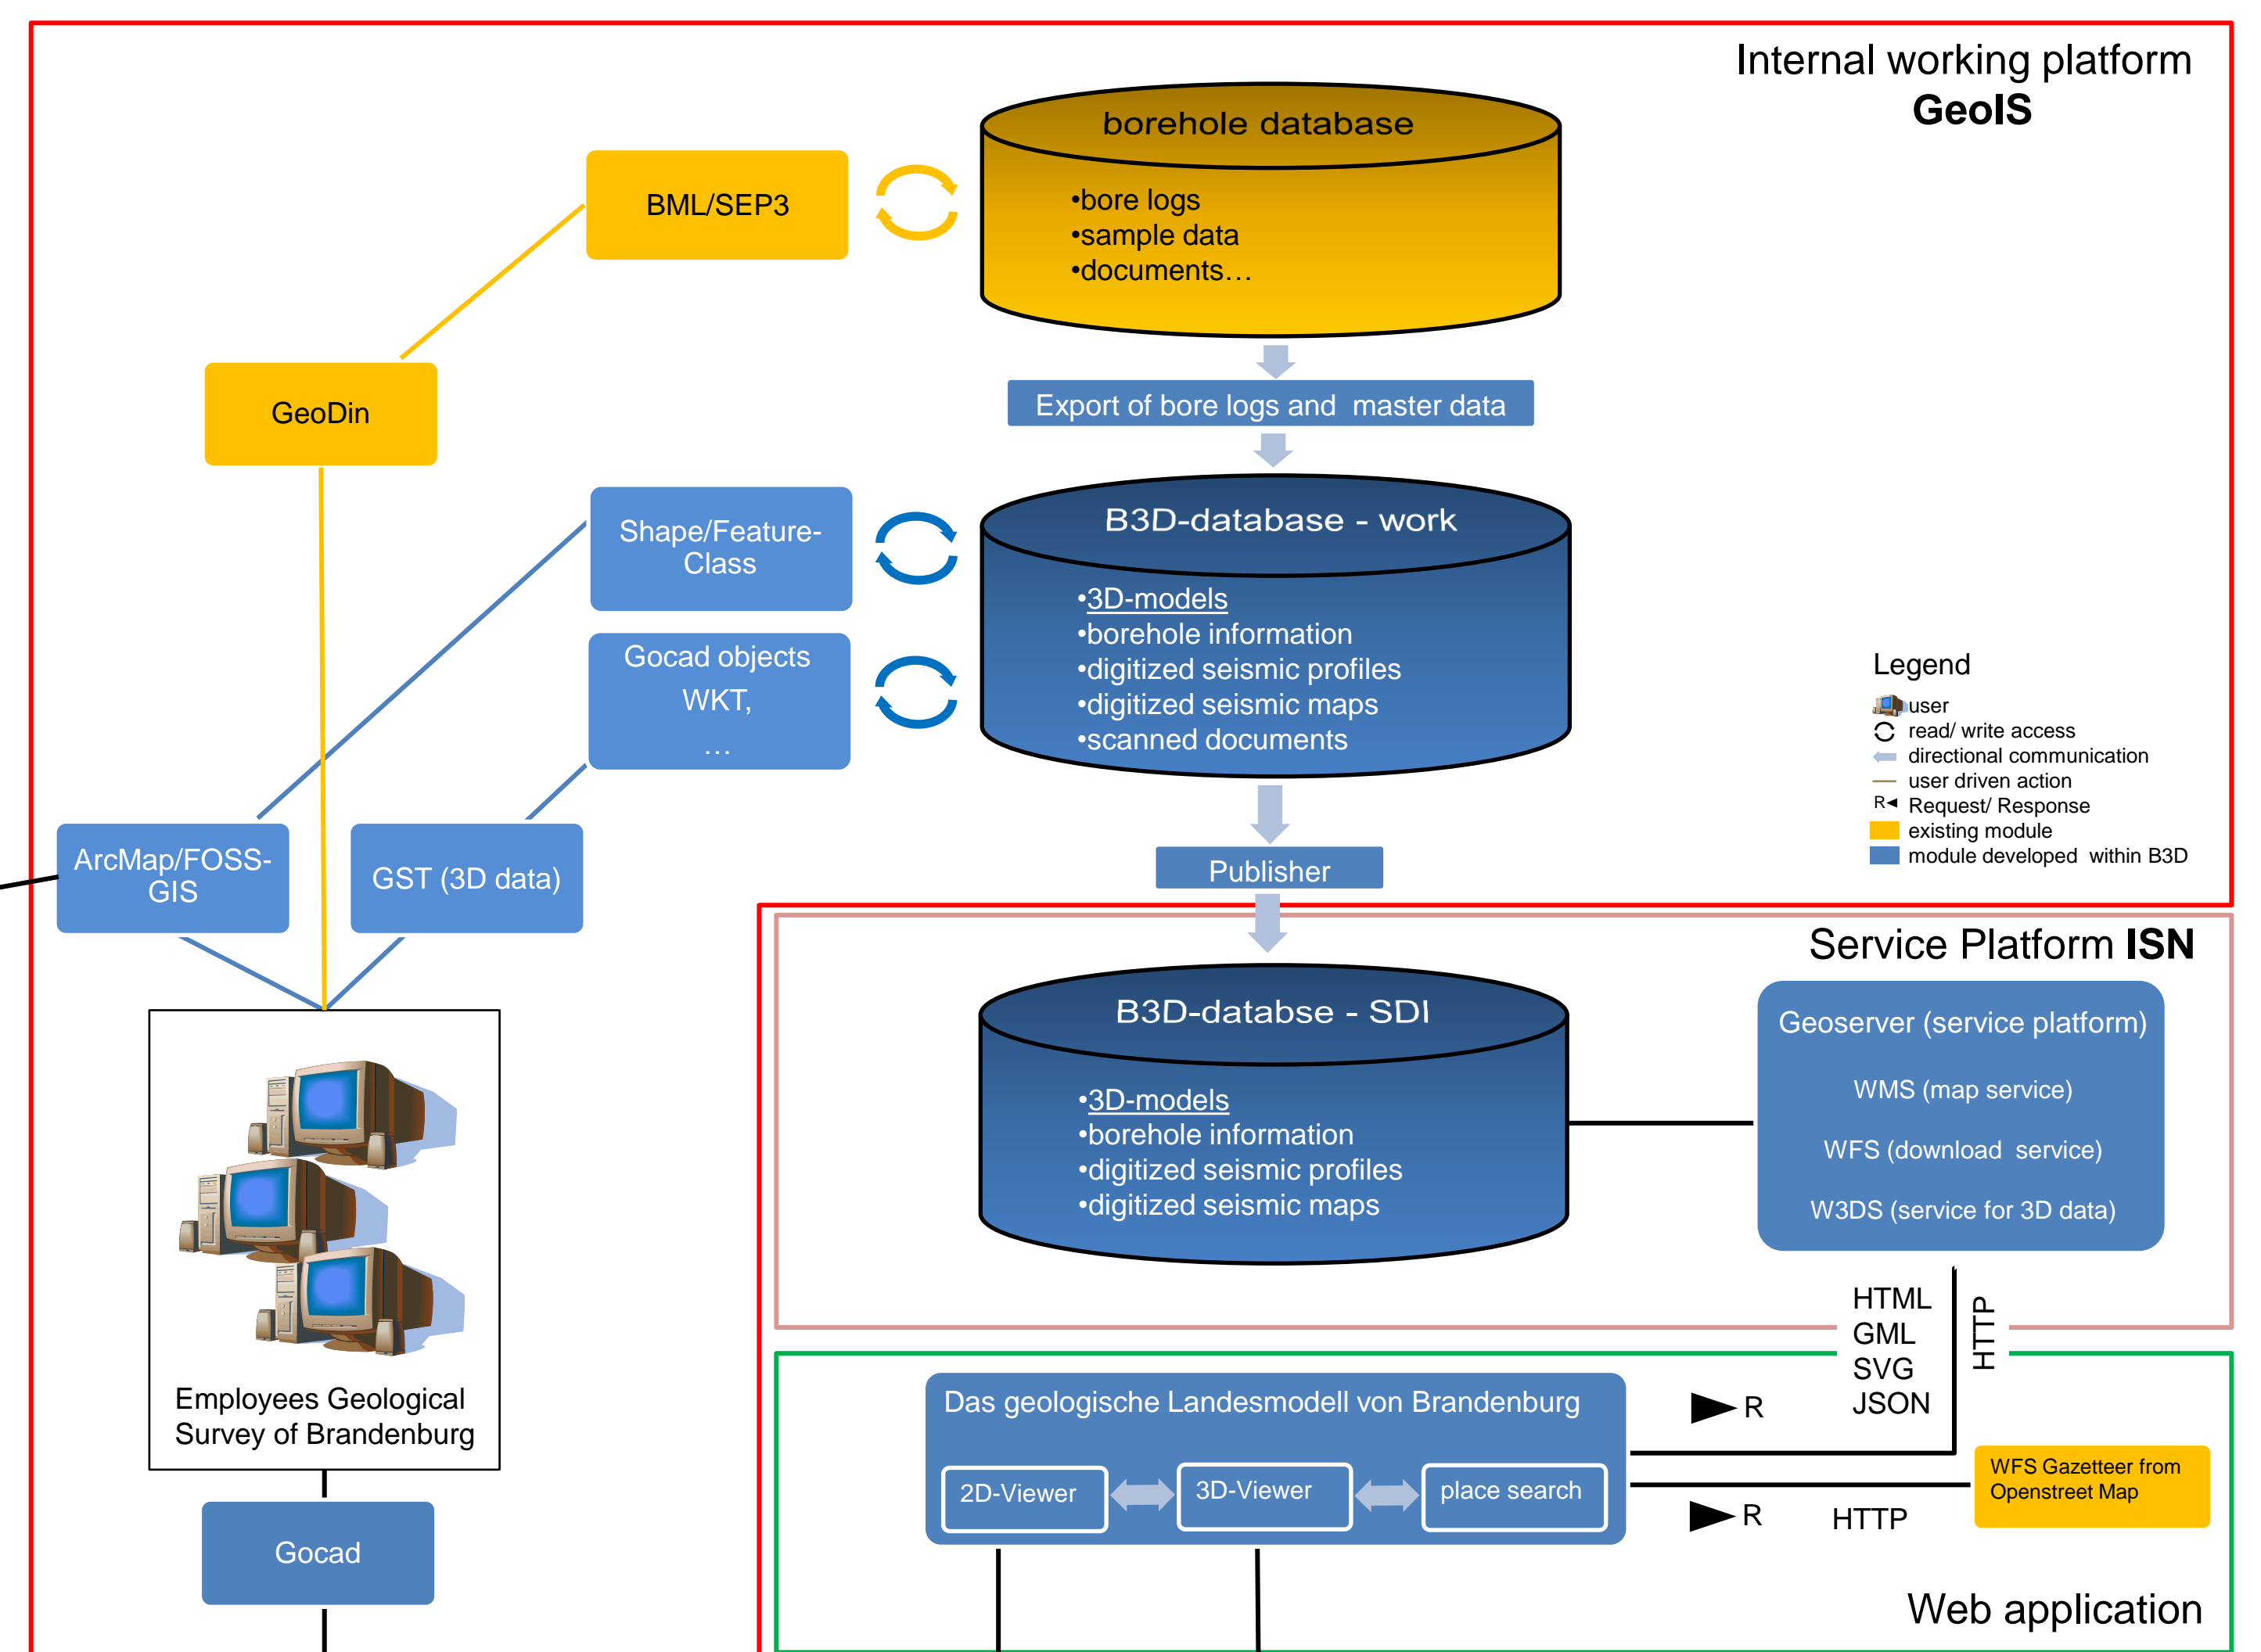 Internal working platform
GeoIS
borehole database
•bore logs
•sample data
•documents…
BML/SEP3
GeoDin
Export of bore logs and master data
B3D-database - work
•3D-models
•borehole information
•digitized seismic profiles
•digitized seismic maps
•scanned documents
Shape/Feature-
Class
Gocad objects
WKT,
…
ArcMap/FOSS-
GIS
GST (3D data)
Legend
user
read/ write access
directional communication
user driven action
R◄ Request/ Response
existing module
module developed within B3D
Publisher
Service Platform ISN
B3D-databse - SDI
•3D-models
•borehole information
•digitized seismic profiles
•digitized seismic maps
Geoserver (service platform)
WMS (map service)
WFS (download service)
W3DS (service for 3D data)
Employees Geological
Survey of Brandenburg
Gocad
HTML
GML
SVG
JSON
HTTP
Das geologische Landesmodell von Brandenburg
2D-Viewer
3D-Viewer
place search
R
R
HTTP
WFS Gazetteer from
Openstreet Map
Web application